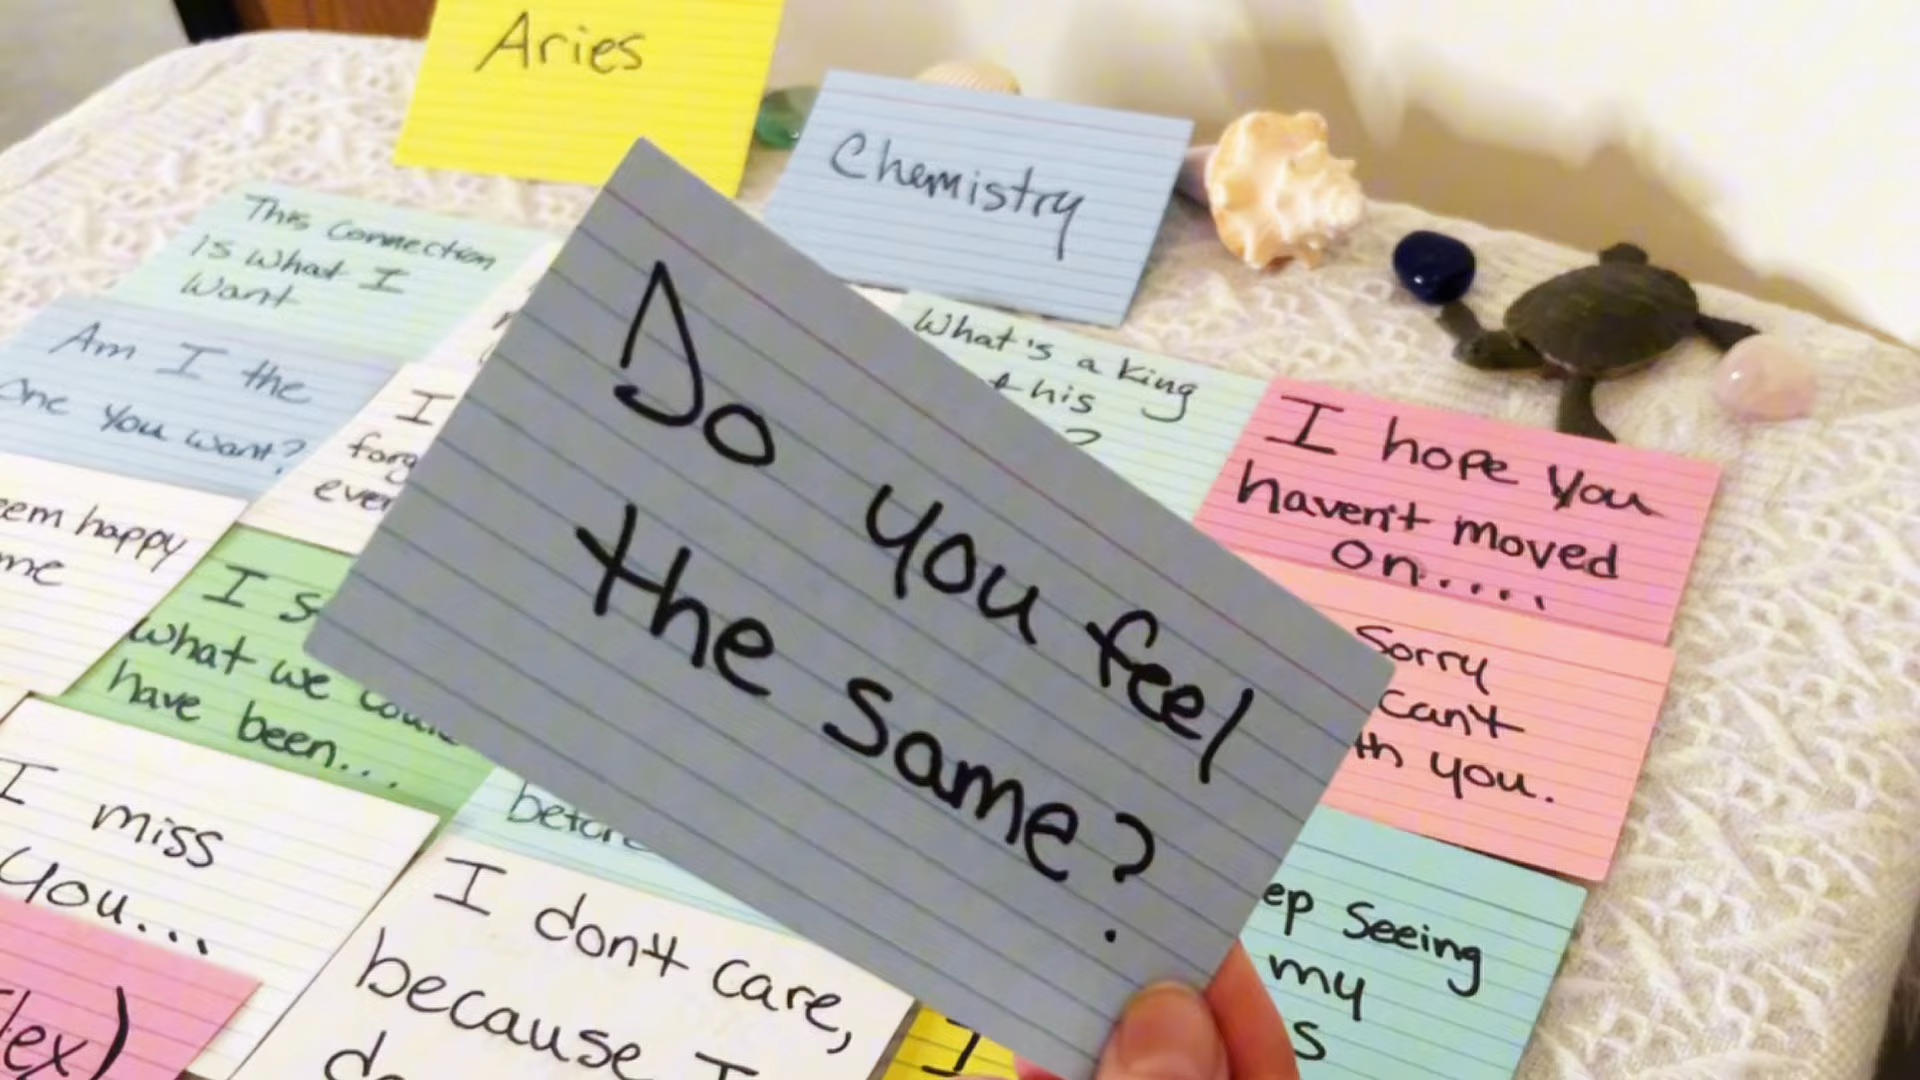 Aries
Chemistry
This Connection
is what I
want
Am I the
One You want?
happy
me
I
What's a King
his
?
I hope You
haven't moved
on....
Do you feel
the same?
I
what we could
have been...
Sorry
Can't
you.
I miss
You...
I don't care,
because I
Seeing
my
I